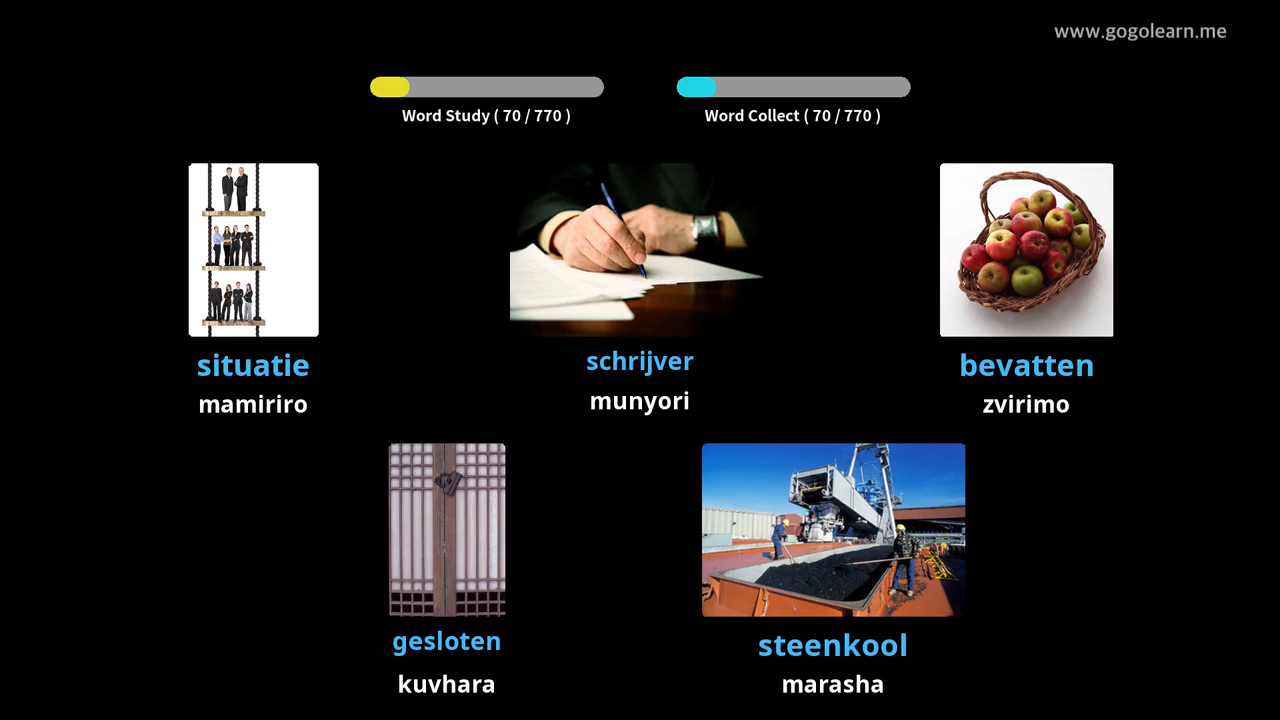 www.gogolearn.me
Word Study ( 70 / 770 )
Word Collect ( 70 / 770 )
situatie
mamiriro
schrijver
munyori
bevatten
zvirimo
gesloten
kuvhara
steenkool
marasha